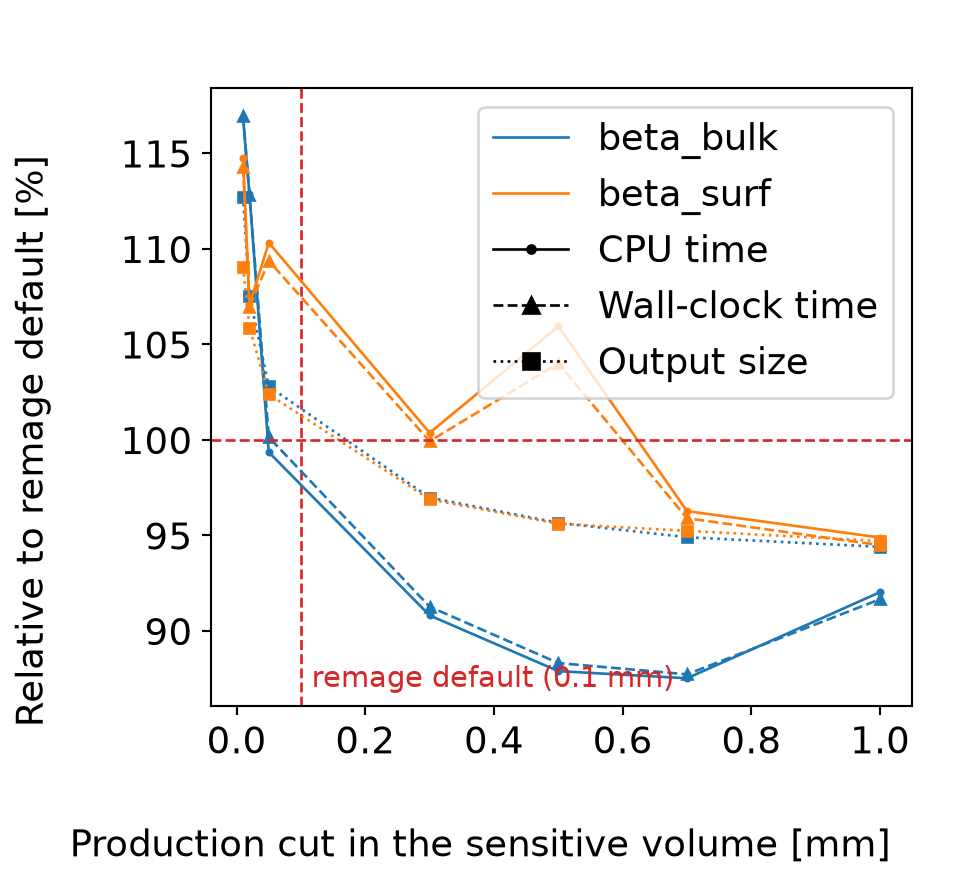 beta_bulk
beta_surf
CPU time
Wall-clock time
Output size
Relative to remage default [%]
115
110
105
100
95
90
remage default (0.1 mm)
0.0 0.2 0.4 0.6 0.8 1.0
Production cut in the sensitive volume [mm]